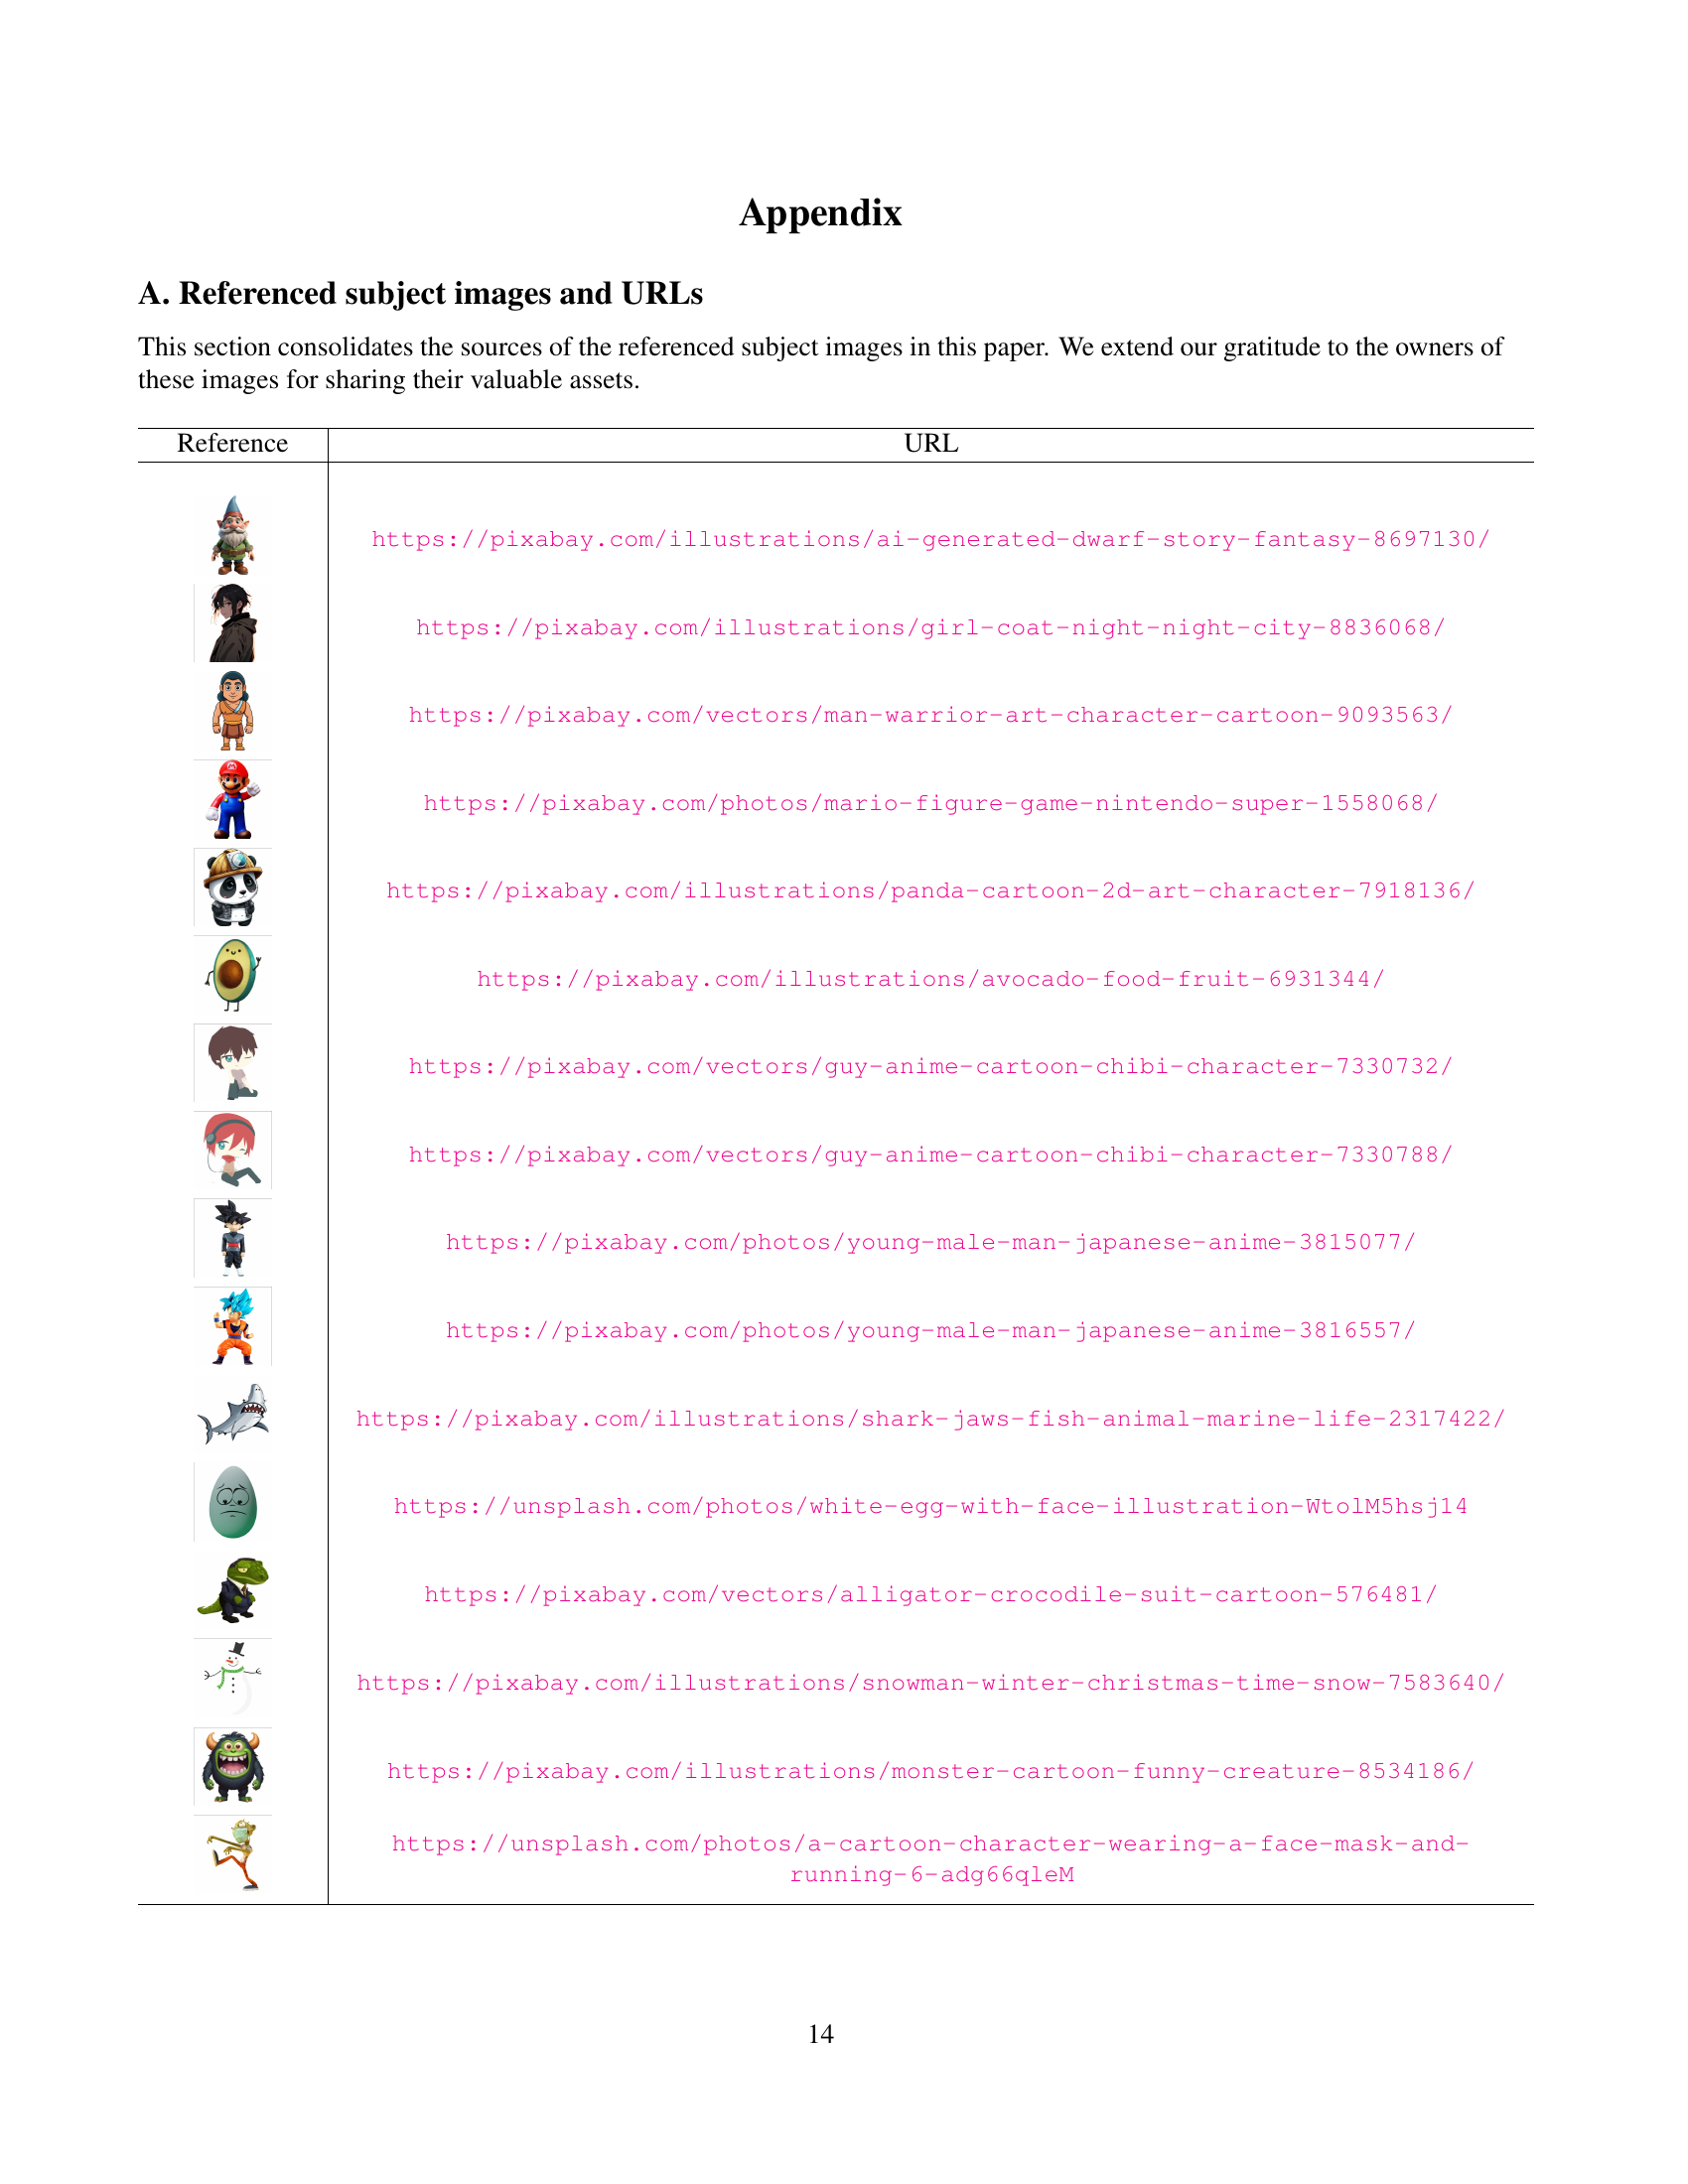 Appendix
A. Referenced subject images and URLs
This section consolidates the sources of the referenced subject images in this paper. We extend our gratitude to the owners of
these images for sharing their valuable assets.
Reference URL
https://pixabay.com/illustrations/ai-generated-dwarf-story-fantasy-8697130/
https://pixabay.com/illustrations/girl-coat-night-night-city-8836068/
https://pixabay.com/vectors/man-warrior-art-character-cartoon-9093563/
https://pixabay.com/photos/mario-figure-game-nintendo-super-1558068/
https://pixabay.com/illustrations/panda-cartoon-2d-art-character-7918136/
https://pixabay.com/illustrations/avocado-food-fruit-6931344/
https://pixabay.com/vectors/guy-anime-cartoon-chibi-character-7330732/
https://pixabay.com/vectors/guy-anime-cartoon-chibi-character-7330788/
https://pixabay.com/photos/young-male-man-japanese-anime-3815077/
https://pixabay.com/photos/young-male-man-japanese-anime-3816557/
https://pixabay.com/illustrations/shark-jaws-fish-animal-marine-life-2317422/
https://unsplash.com/photos/white-egg-with-face-illustration-WtolM5hsj14
https://pixabay.com/vectors/alligator-crocodile-suit-cartoon-576481/
https://pixabay.com/illustrations/snowman-winter-christmas-time-snow-7583640/
https://pixabay.com/illustrations/monster-cartoon-funny-creature-8534186/
https://unsplash.com/photos/a-cartoon-character-wearing-a-face-mask-and-
running-6-adg66qleM
14